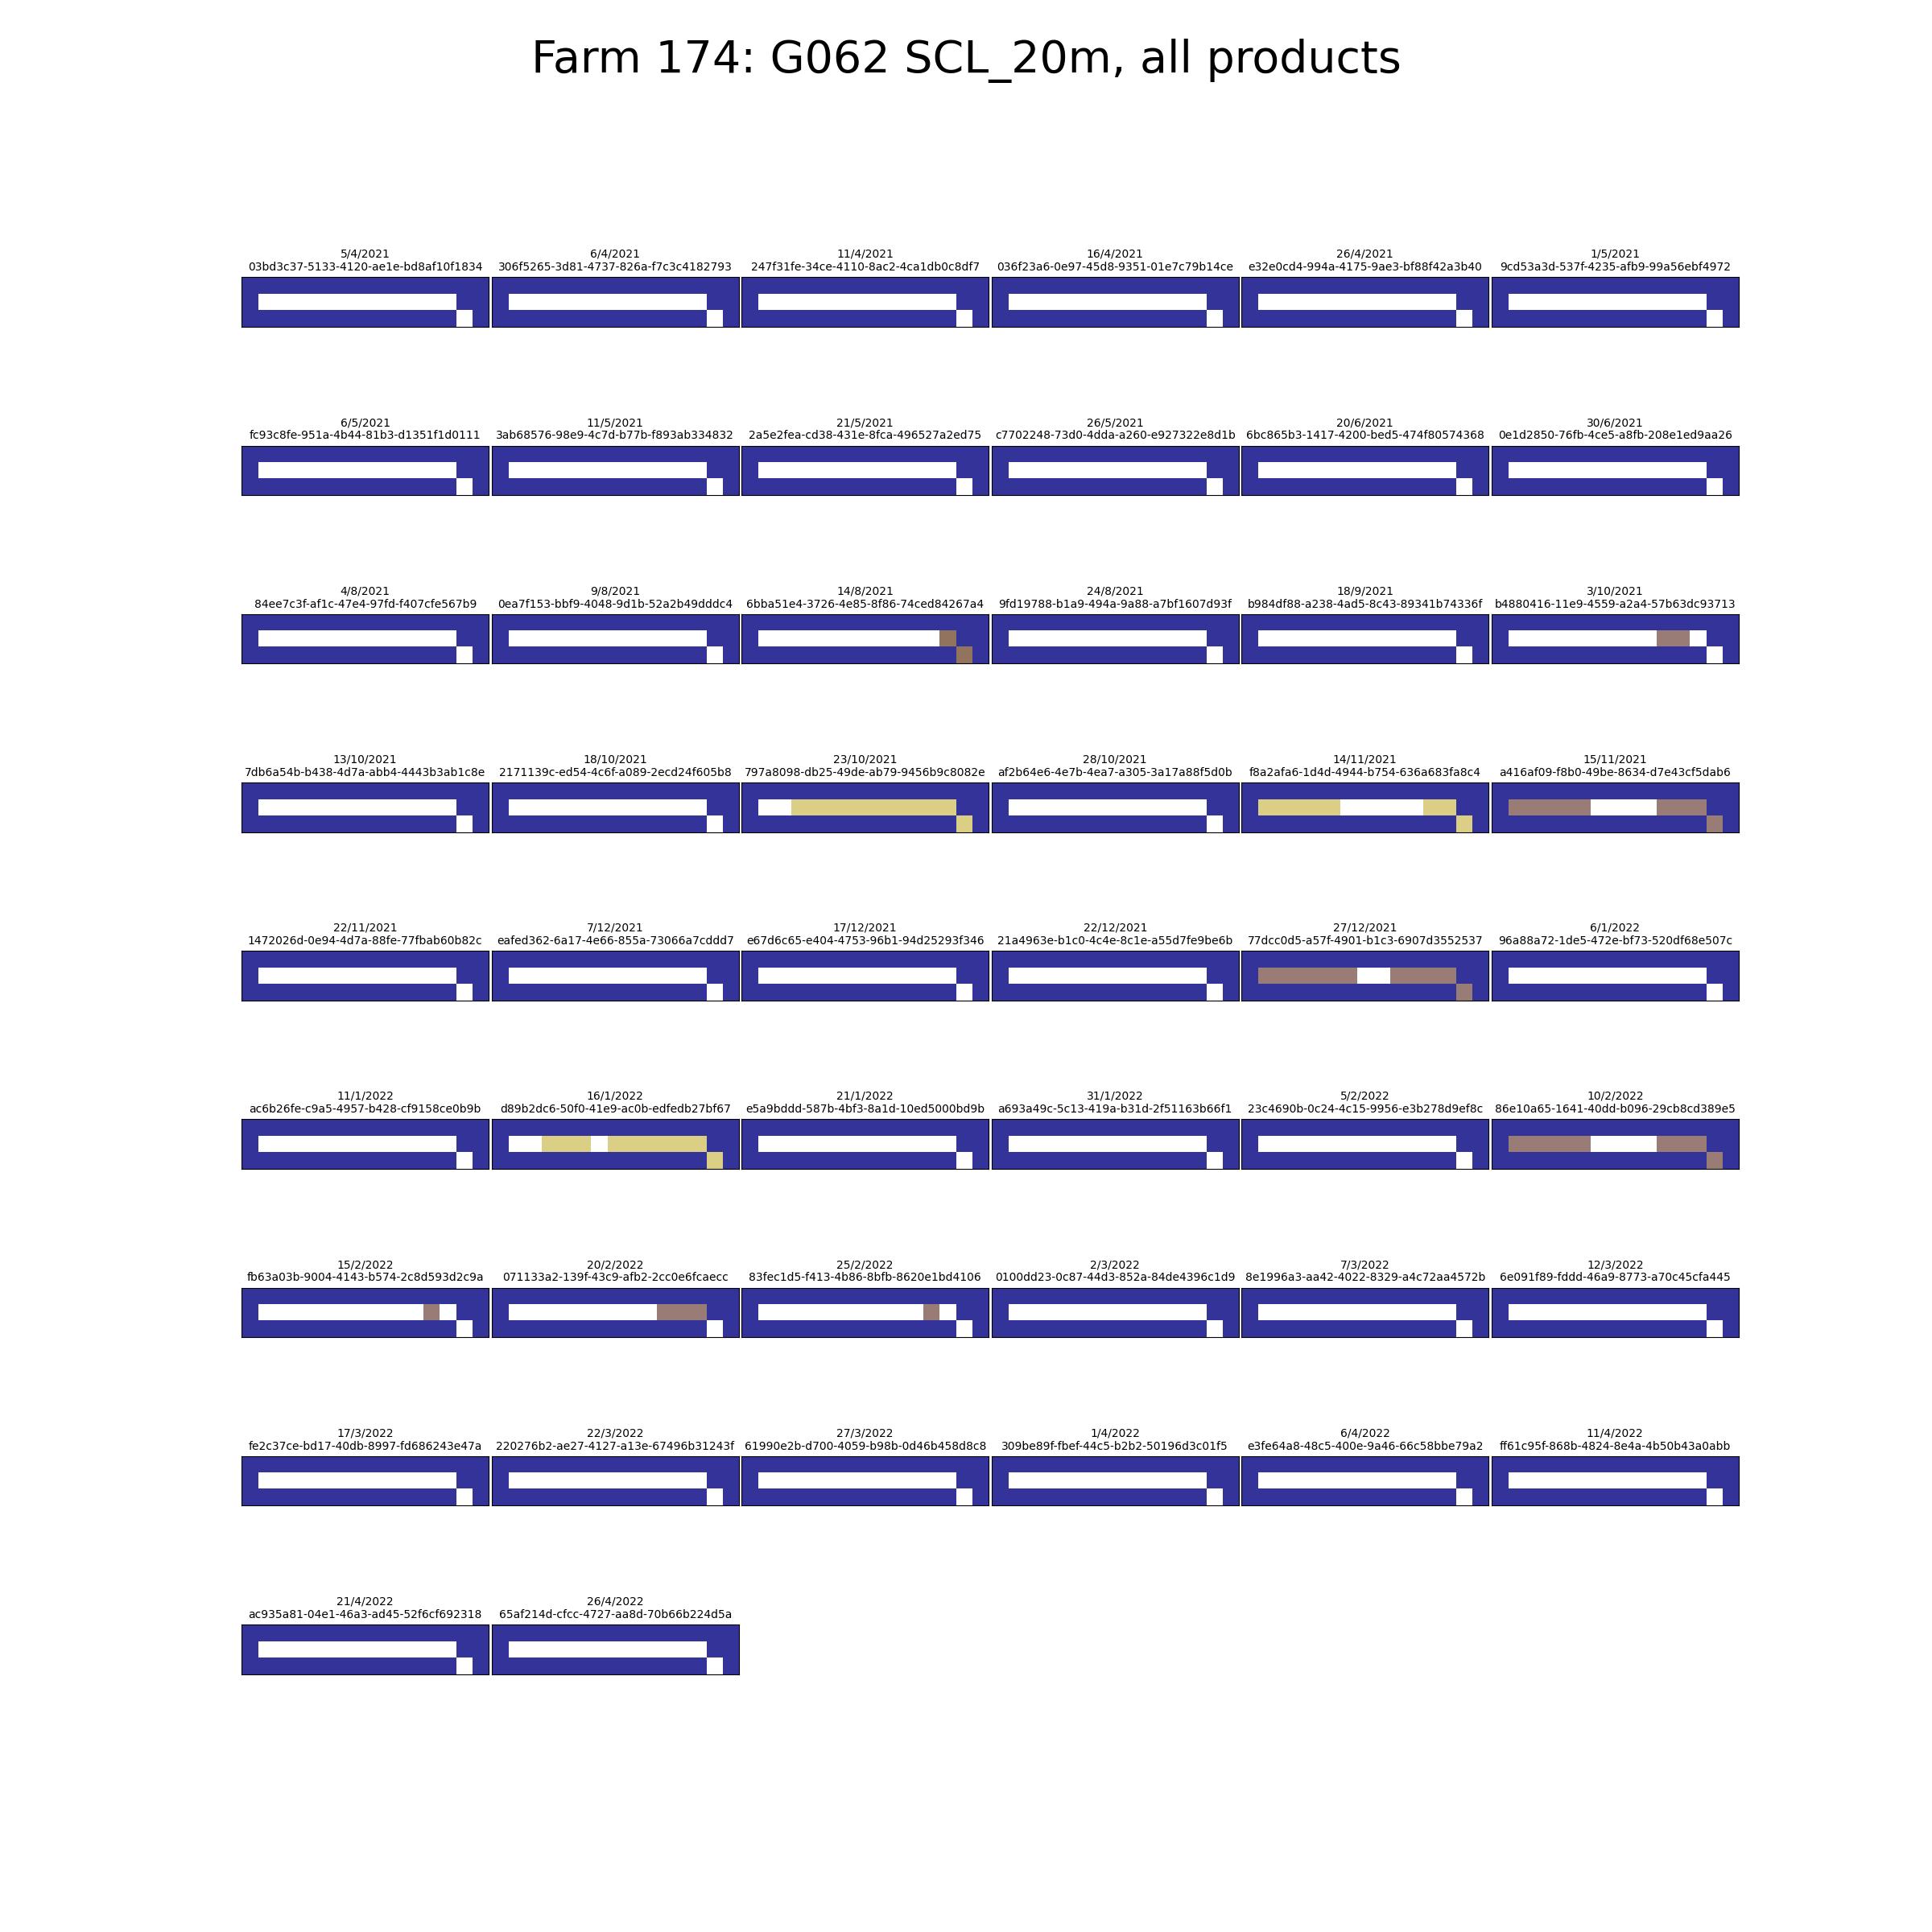 Farm 174: G062 SCL_20m, all products
5/4/2021
03bd3c37-5133-4120-ae1e-bd8af10f1834
6/4/2021
306f5265-3d81-4737-826a-f7c3c4182793
11/4/2021
247f31fe-34ce-4110-8ac2-4ca1db0c8df7
16/4/2021
036f23a6-0e97-45d8-9351-01e7c79b14ce
26/4/2021
e32e0cd4-994a-4175-9ae3-bf88f42a3b40
1/5/2021
9cd53a3d-537f-4235-afb9-99a56ebf4972
6/5/2021
fc93c8fe-951a-4b44-81b3-d1351f1d0111
11/5/2021
3ab68576-98e9-4c7d-b77b-f893ab334832
21/5/2021
2a5e2fea-cd38-431e-8fca-496527a2ed75
26/5/2021
c7702248-73d0-4dda-a260-e927322e8d1b
20/6/2021
6bc865b3-1417-4200-bed5-474f80574368
30/6/2021
0e1d2850-76fb-4ce5-a8fb-208e1ed9aa26
4/8/2021
84ee7c3f-af1c-47e4-97fd-f407cfe567b9
9/8/2021
0ea7f153-bbf9-4048-9d1b-52a2b49dddc4
14/8/2021
6bba51e4-3726-4e85-8f86-74ced84267a4
24/8/2021
9fd19788-b1a9-494a-9a88-a7bf1607d93f
18/9/2021
b984df88-a238-4ad5-8c43-89341b74336f
3/10/2021
b4880416-11e9-4559-a2a4-57b63dc93713
13/10/2021
7db6a54b-b438-4d7a-abb4-4443b3ab1c8e
18/10/2021
2171139c-ed54-4c6f-a089-2ecd24f605b8
23/10/2021
797a8098-db25-49de-ab79-9456b9c8082e
28/10/2021
af2b64e6-4e7b-4ea7-a305-3a17a88f5d0b
14/11/2021
f8a2afa6-1d4d-4944-b754-636a683fa8c4
15/11/2021
a416af09-f8b0-49be-8634-d7e43cf5dab6
22/11/2021
1472026d-0e94-4d7a-88fe-77fbab60b82c
7/12/2021
eafed362-6a17-4e66-855a-73066a7cddd7
17/12/2021
e67d6c65-e404-4753-96b1-94d25293f346
22/12/2021
21a4963e-b1c0-4c4e-8c1e-a55d7fe9be6b
27/12/2021
77dcc0d5-a57f-4901-b1c3-6907d3552537
6/1/2022
96a88a72-1de5-472e-bf73-520df68e507c
11/1/2022
ac6b26fe-c9a5-4957-b428-cf9158ce0b9b
16/1/2022
d89b2dc6-50f0-41e9-ac0b-edfedb27bf67
21/1/2022
e5a9bddd-587b-4bf3-8a1d-10ed5000bd9b
31/1/2022
a693a49c-5c13-419a-b31d-2f51163b66f1
5/2/2022
23c4690b-0c24-4c15-9956-e3b278d9ef8c
10/2/2022
86e10a65-1641-40dd-b096-29cb8cd389e5
15/2/2022
fb63a03b-9004-4143-b574-2c8d593d2c9a
20/2/2022
071133a2-139f-43c9-afb2-2cc0e6fcaecc
25/2/2022
83fec1d5-f413-4b86-8bfb-8620e1bd4106
2/3/2022
0100dd23-0c87-44d3-852a-84de4396c1d9
7/3/2022
8e1996a3-aa42-4022-8329-a4c72aa4572b
12/3/2022
6e091f89-fddd-46a9-8773-a70c45cfa445
17/3/2022
fe2c37ce-bd17-40db-8997-fd686243e47a
22/3/2022
220276b2-ae27-4127-a13e-67496b31243f
27/3/2022
61990e2b-d700-4059-b98b-0d46b458d8c8
1/4/2022
309be89f-fbef-44c5-b2b2-50196d3c01f5
6/4/2022
e3fe64a8-48c5-400e-9a46-66c58bbe79a2
11/4/2022
ff61c95f-868b-4824-8e4a-4b50b43a0abb
21/4/2022
ac935a81-04e1-46a3-ad45-52f6cf692318
26/4/2022
65af214d-cfcc-4727-aa8d-70b66b224d5a